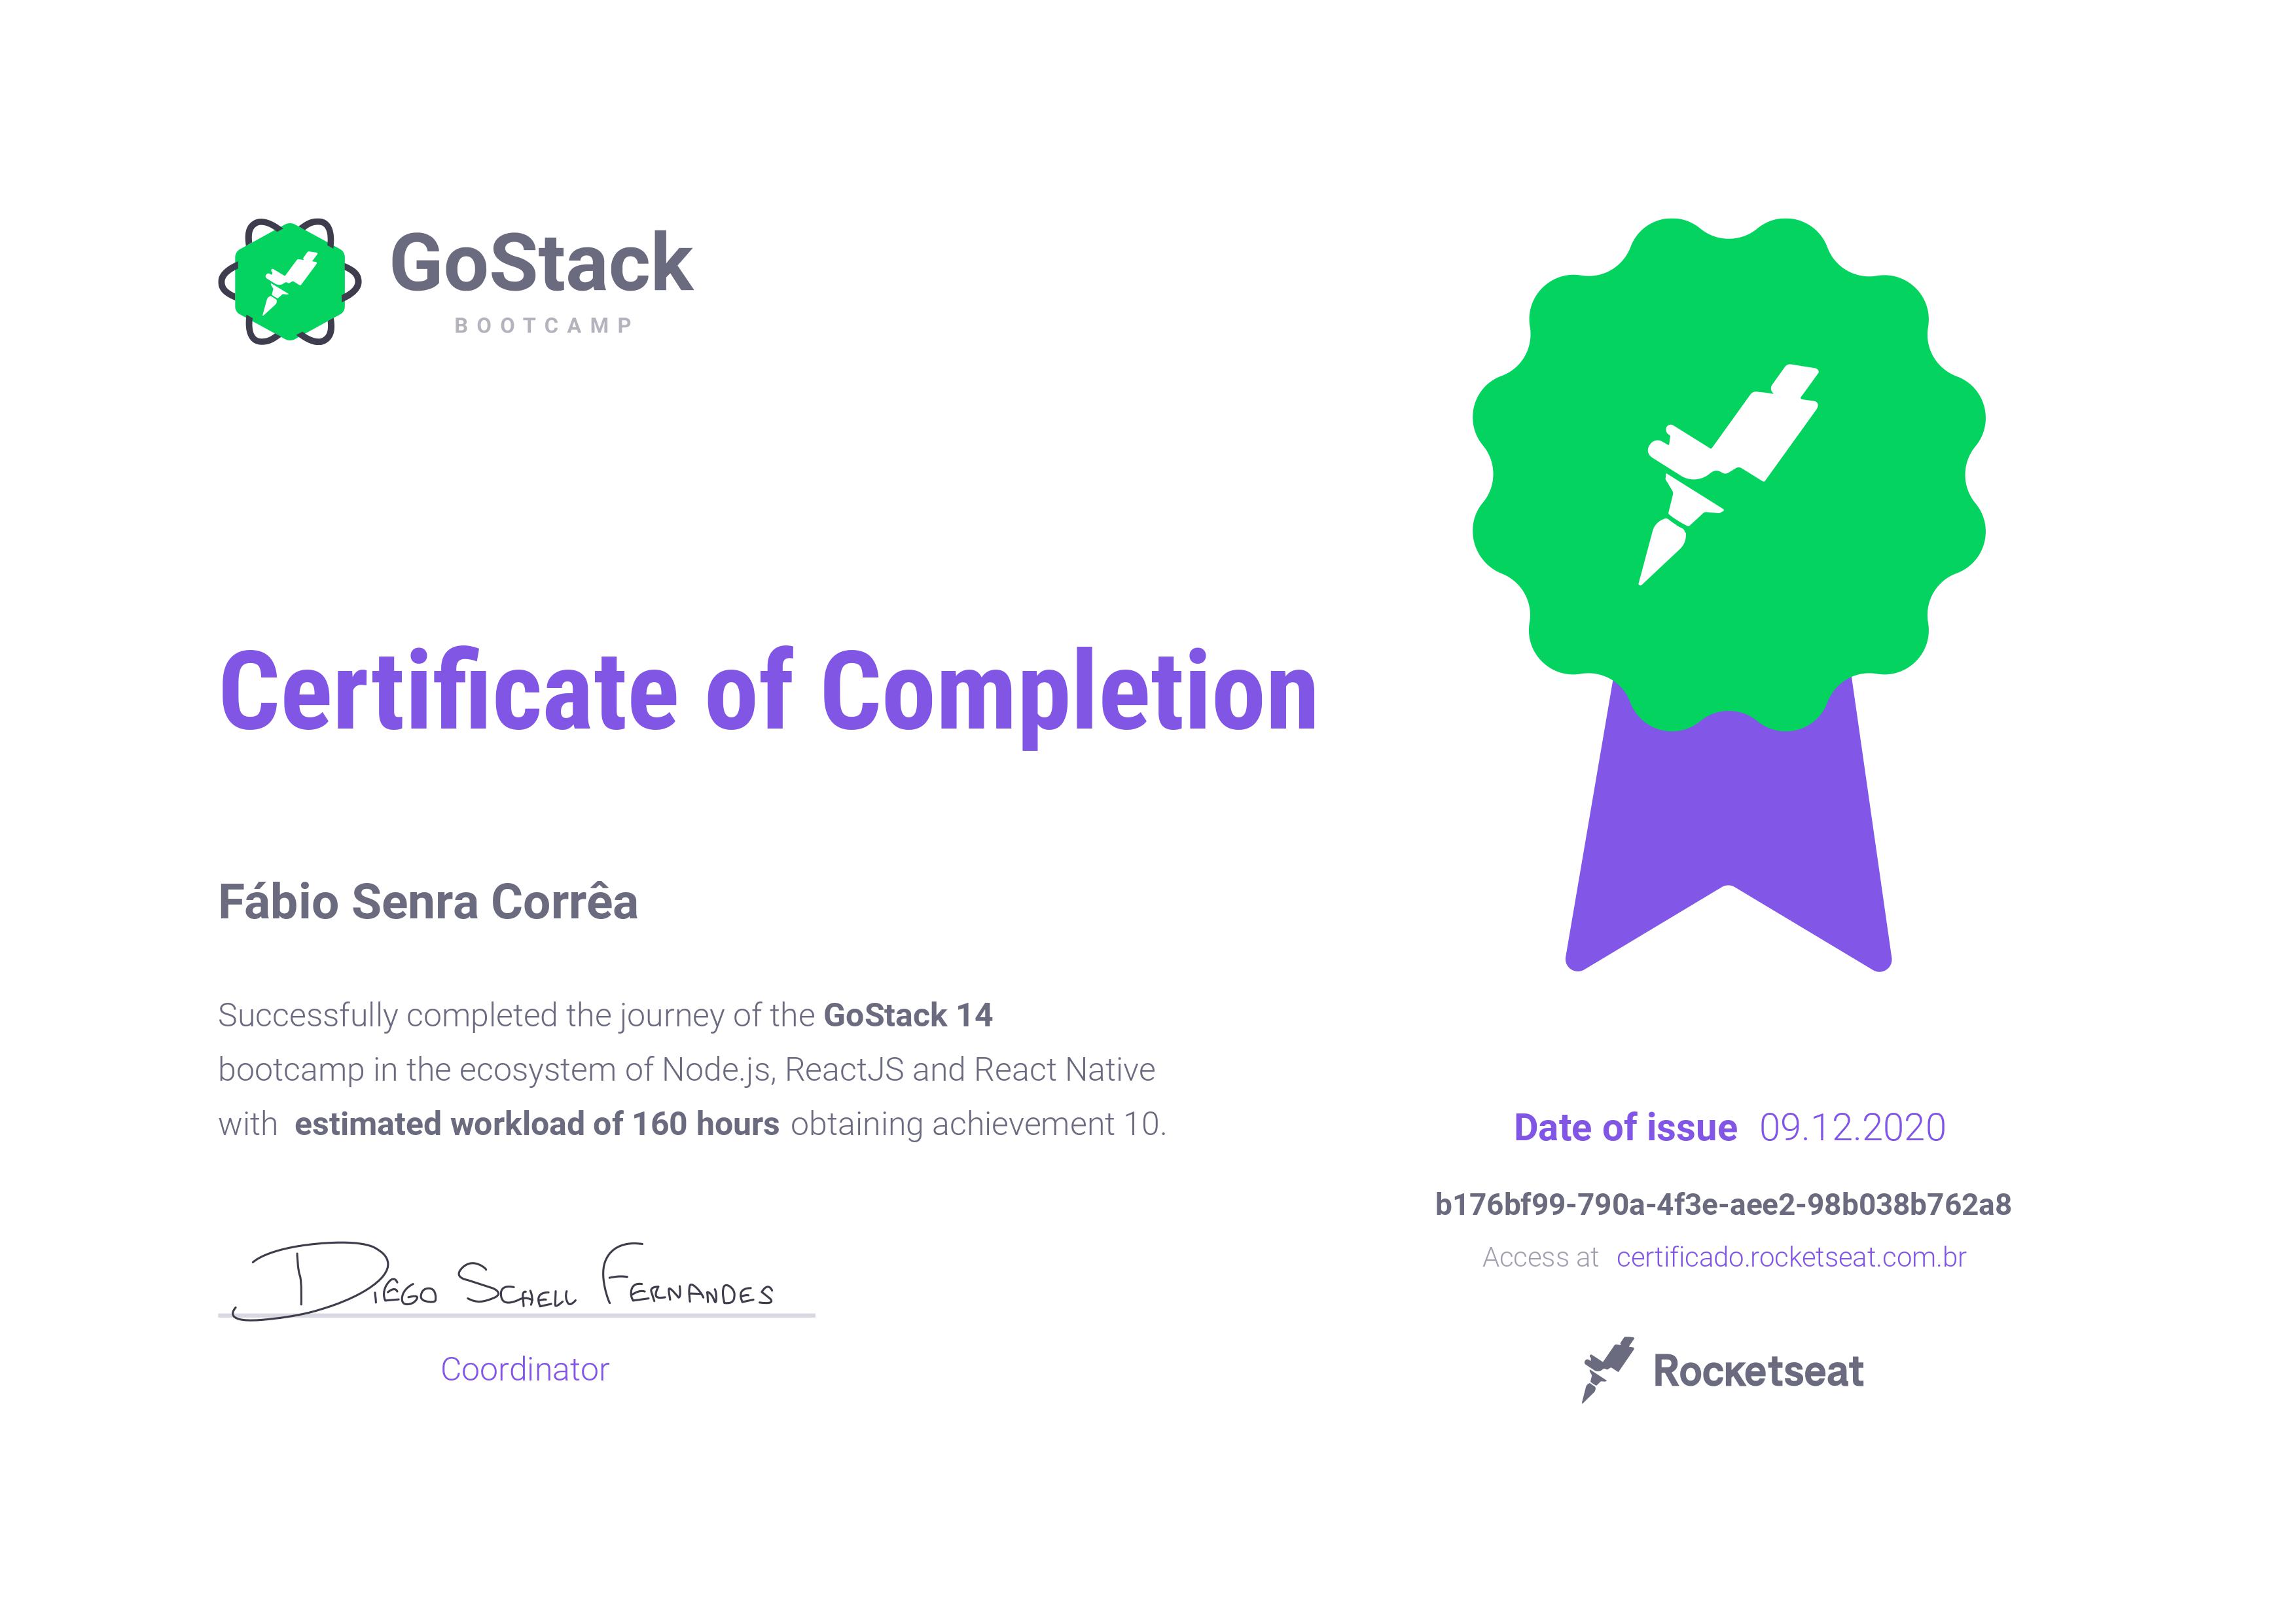 GoStack
BOOTCAMP
Certificate of Completion
Fábio Senra Corrêa
Successfully completed the journey of the GoStack 14
bootcamp in the ecosystem of Node.js, ReactJS and React Native
with estimated workload of 160 hours obtaining achievement 10.
Diego Schell Fernandes
Coordinator
Date of issue 09.12.2020
b176bf99-790a-4f3e-aee2-98b038b762a8
Access at certificado.rocketseat.com.br
Rocketseat